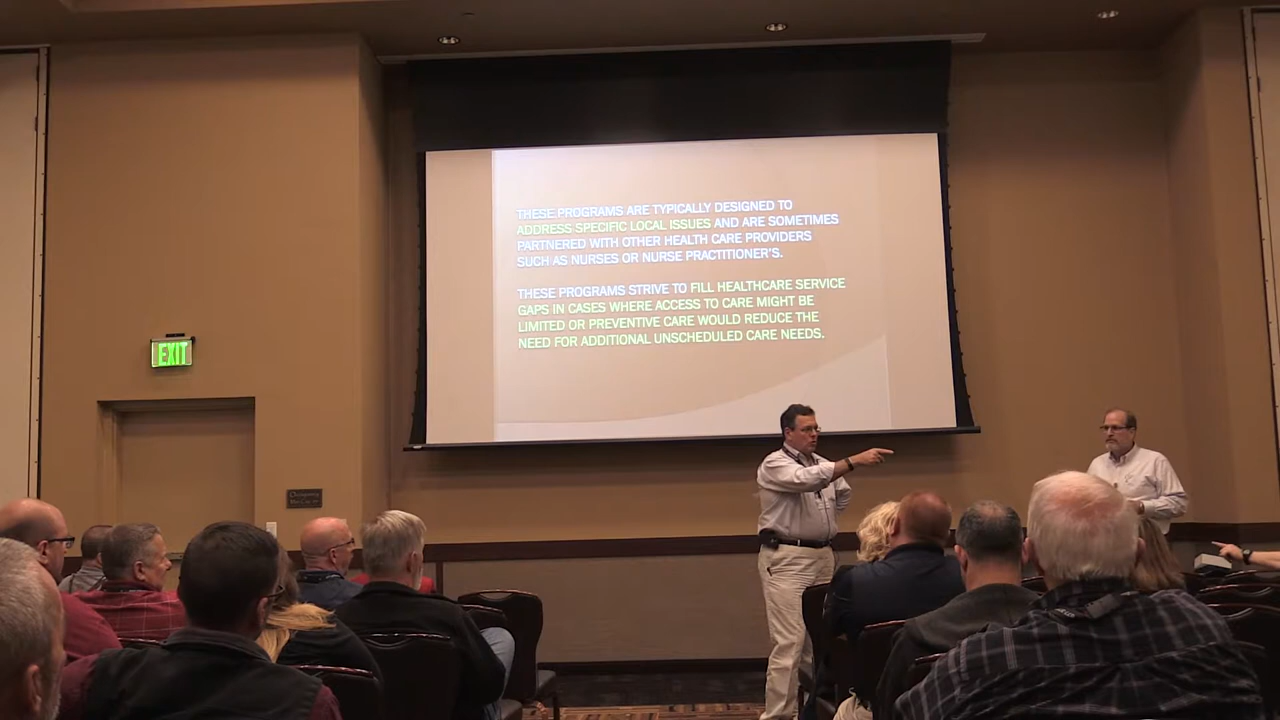 THESE PROGRAMS ARE TYPICALLY DESIGNED TO
ADDRESS SPECIFIC LOCAL ISSUES AND ARE SOMETIMES
PARTNERED WITH OTHER HEALTH CARE PROVIDERS
SUCH AS NURSES OR NURSE PRACTITIONER'S.
THESE PROGRAMS STRIVE TO FILL HEALTHCARE SERVICE
GAPS IN CASES WHERE ACCESS TO CARE MIGHT BE
LIMITED OR PREVENTIVE CARE WOULD REDUCE THE
NEED FOR ADDITIONAL UNSCHEDULED CARE NEEDS.
EXIT